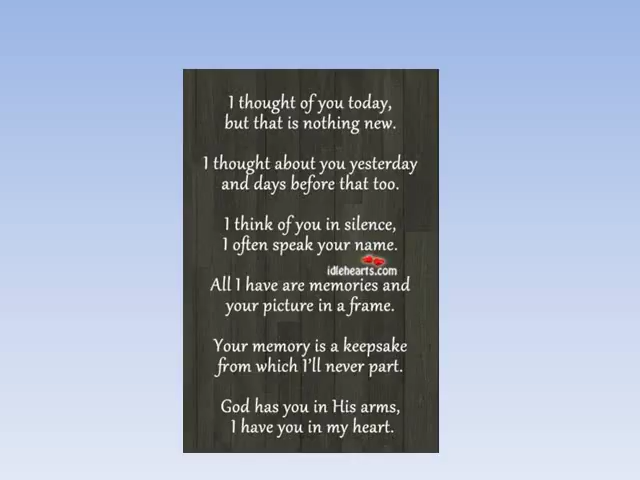 I thought of you today,
but that is nothing new.
I thought about you yesterday
and days before that too.
I think of you in silence,
I often speak your name.
idlehearts.com
All I have are memories and
your picture in a frame.
Your memory is a keepsake
from which I'll never part.
God has you in His arms,
I have you in my heart.